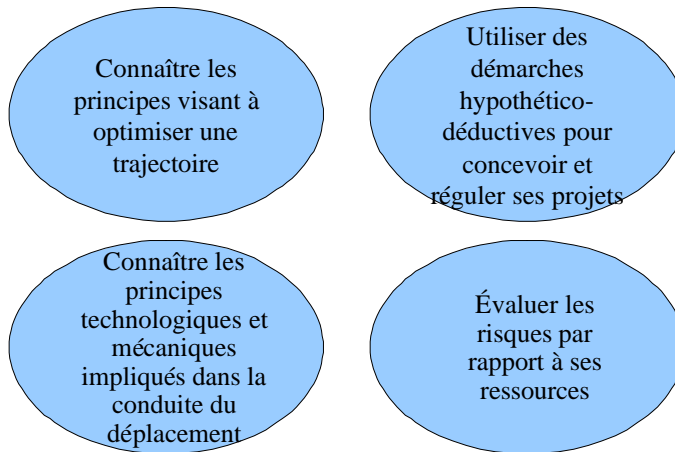 Connaître les
principes visant à
optimiser une
trajectoire
Utiliser des
démarches
hypothético-
déductives pour
concevoir et
réguler ses projets
Connaître les
principes
technologiques et
mécaniques
impliqués dans la
conduite du
déplacement
Évaluer les
risques par
rapport à ses
ressources